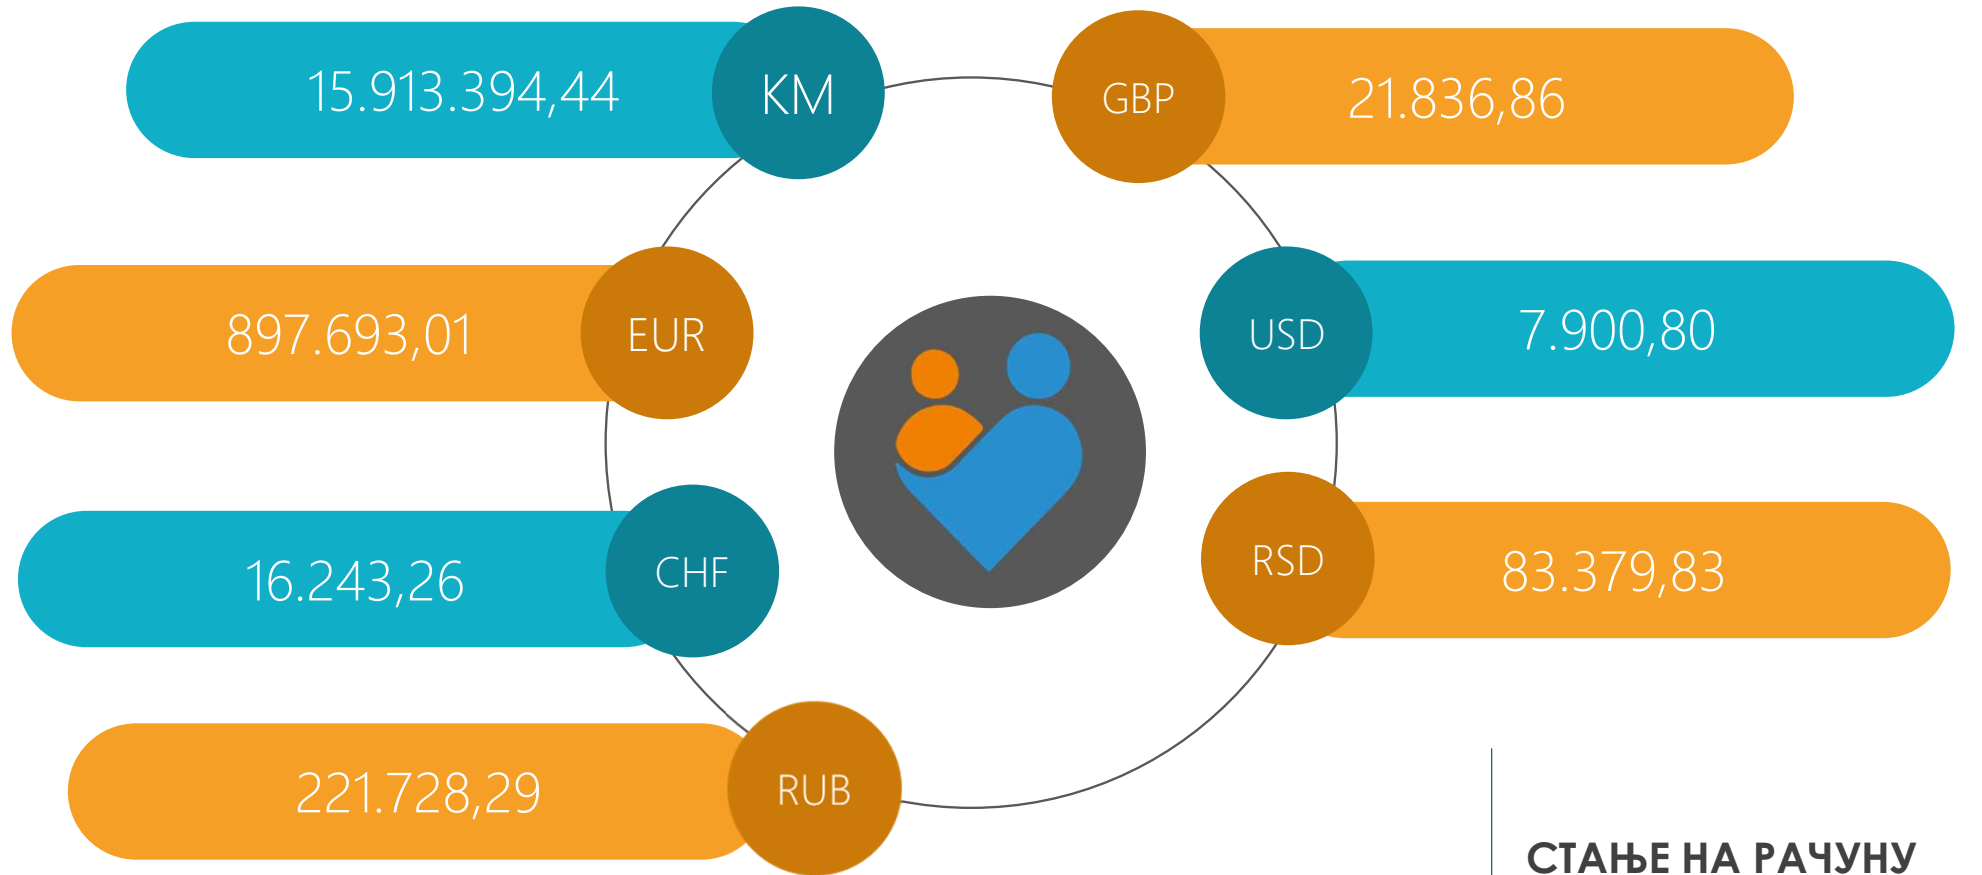 15.913.394,44
KM
GBP
21.836,86
897.693,01
EUR
USD
7.900,80
16.243,26
CHF
RSD
83.379,83
221.728,29
RUB
СТАЊЕ НА РАЧУНУ